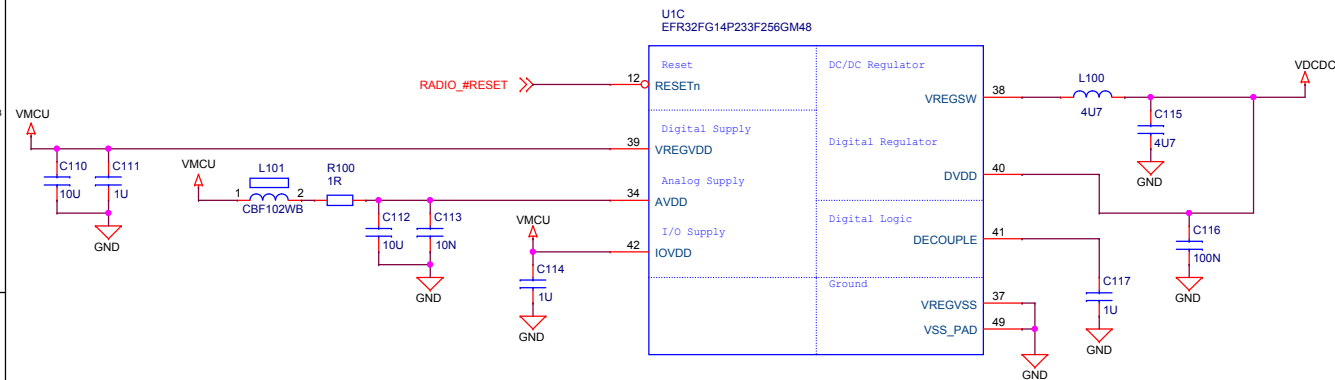 U1C
EFR32FG14P233F256GM48
Reset
DC/DC Regulator
RADIO_#RESET
12
RESETn
VREGSW
38
L100
4U7
VDCDC
C115
4U7
GND
VMCU
C110
10U
C111
1U
GND
Digital Supply
39
VREGVDD
Digital Regulator
40
DVDD
VMCU
L101
1
2
CBF102WB
R100
1R
Analog Supply
34
AVDD
C112
10U
C113
10N
GND
Digital Logic
41
DECOUPLE
C116
100N
GND
VMCU
I/O Supply
42
IOVDD
C114
1U
GND
C117
1U
GND
Ground
VREGVSS
37
VSS_PAD
49
GND